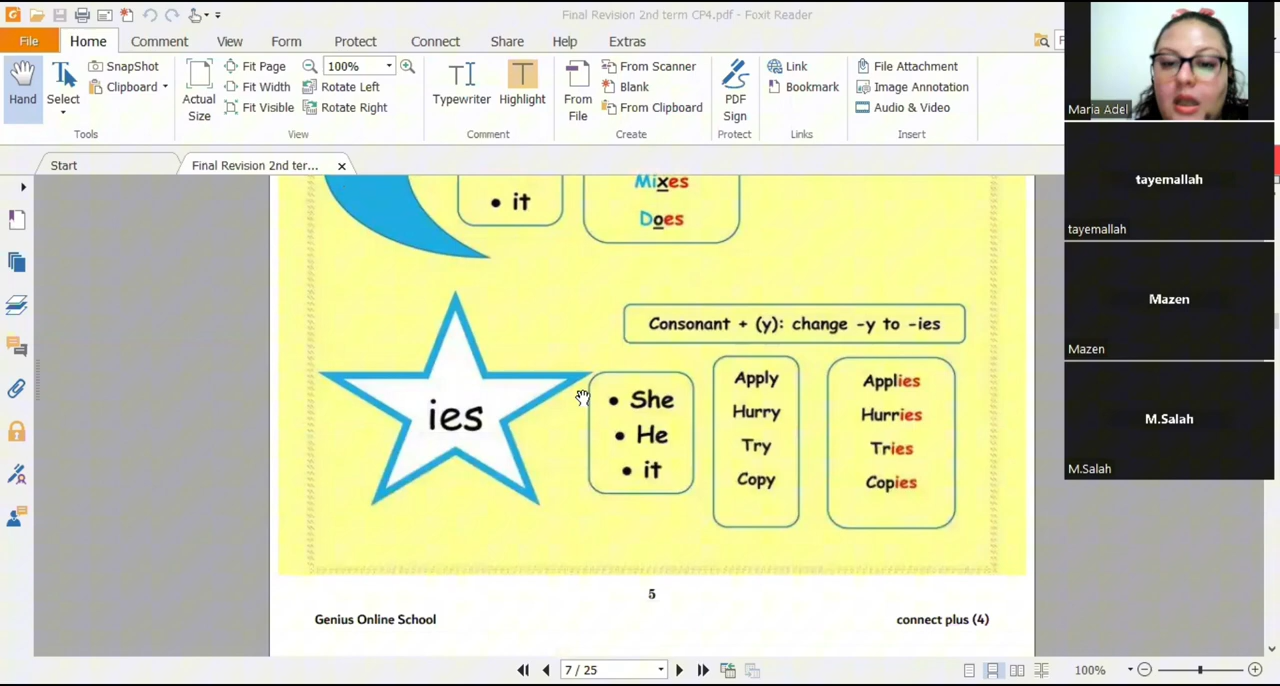 Final Revision 2nd term CP4.pdf - Foxit Reader
File Home Comment View Form Protect Connect Share Help Extras
Hand
Select
SnapShot
Clipboard
Tools
Actual Size
Fit Page
Fit Width
Fit Visible
100%
Rotate Left
Rotate Right
View
Typewriter
Highlight
Comment
From File
From Scanner
Blank
From Clipboard
Create
PDF Sign
Protect
Link
Bookmark
Links
File Attachment
Image Annotation
Audio & Video
Insert
Start
Final Revision 2nd ter...
it
Mixes
Does
ies
Consonant + (y): change -y to -ies
She
He
it
Apply
Hurry
Try
Copy
Applies
Hurries
Tries
Copies
5
Genius Online School
connect plus (4)
7 / 25
100%
Maria Adel
tayemallah
tayemallah
Mazen
Mazen
M.Salah
M.Salah